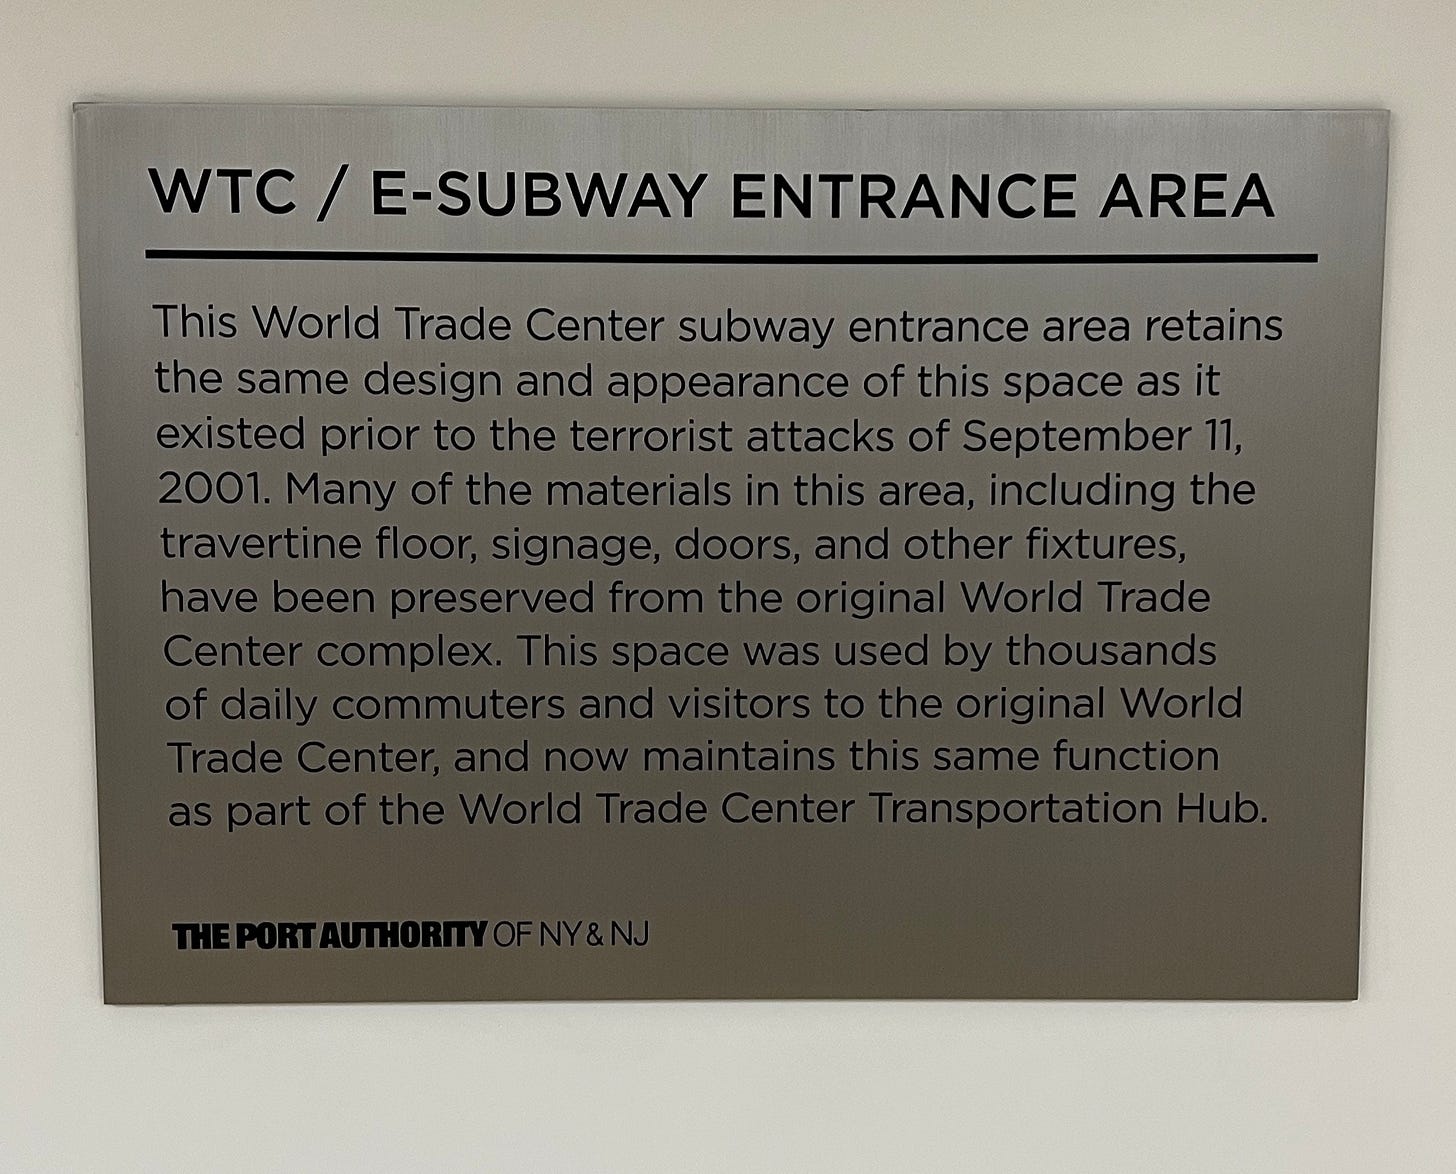 WTC / E-SUBWAY ENTRANCE AREA
This World Trade Center subway entrance area retains
the same design and appearance of this space as it
existed prior to the terrorist attacks of September 11,
2001. Many of the materials in this area, including the
travertine floor, signage, doors, and other fixtures,
have been preserved from the original World Trade
Center complex. This space was used by thousands
of daily commuters and visitors to the original World
Trade Center, and now maintains this same function
as part of the World Trade Center Transportation Hub.
THE PORT AUTHORITY OF NY & NJ